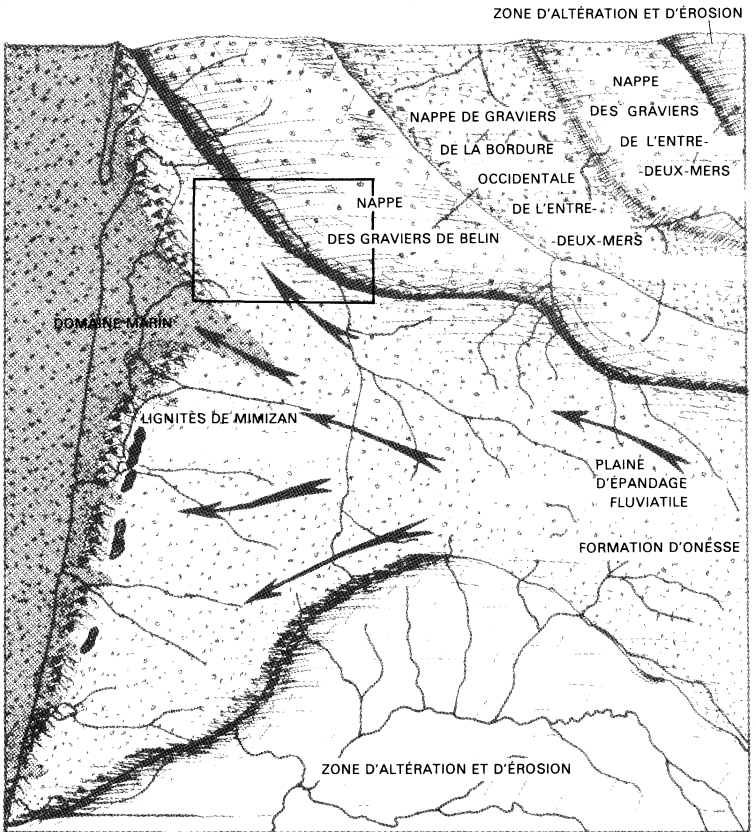 ZONE D'ALTÉRATION ET D'ÉROSION
NAPPE
DES GRAVIERS
DE L'ENTRE-
-DEUX-MERS
NAPPE DE GRAVIERS
DE LA BORDURE
OCCIDENTALE
DE L'ENTRE-
-DEUX-MERS
NAPPE
DES GRAVIERS DE BELIN
DOMAINE MARIN
LIGNITES DE MIMIZAN
PLAINE
D'ÉPANDAGE
FLUVIATILE
FORMATION D'ONESSE
ZONE D'ALTÉRATION ET D'ÉROSION